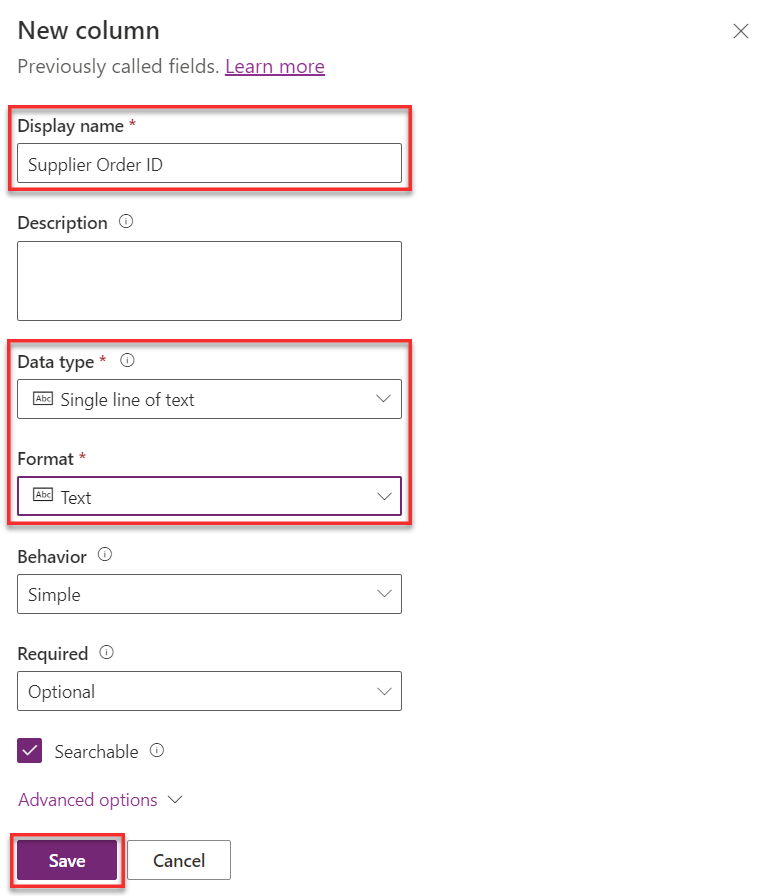 New column
Previously called fields. Learn more
Display name *
Supplier Order ID
Description
Data type *
Abc Single line of text
Format *
Abc Text
Behavior
Simple
Required
Optional
Searchable
Advanced options
Save Cancel